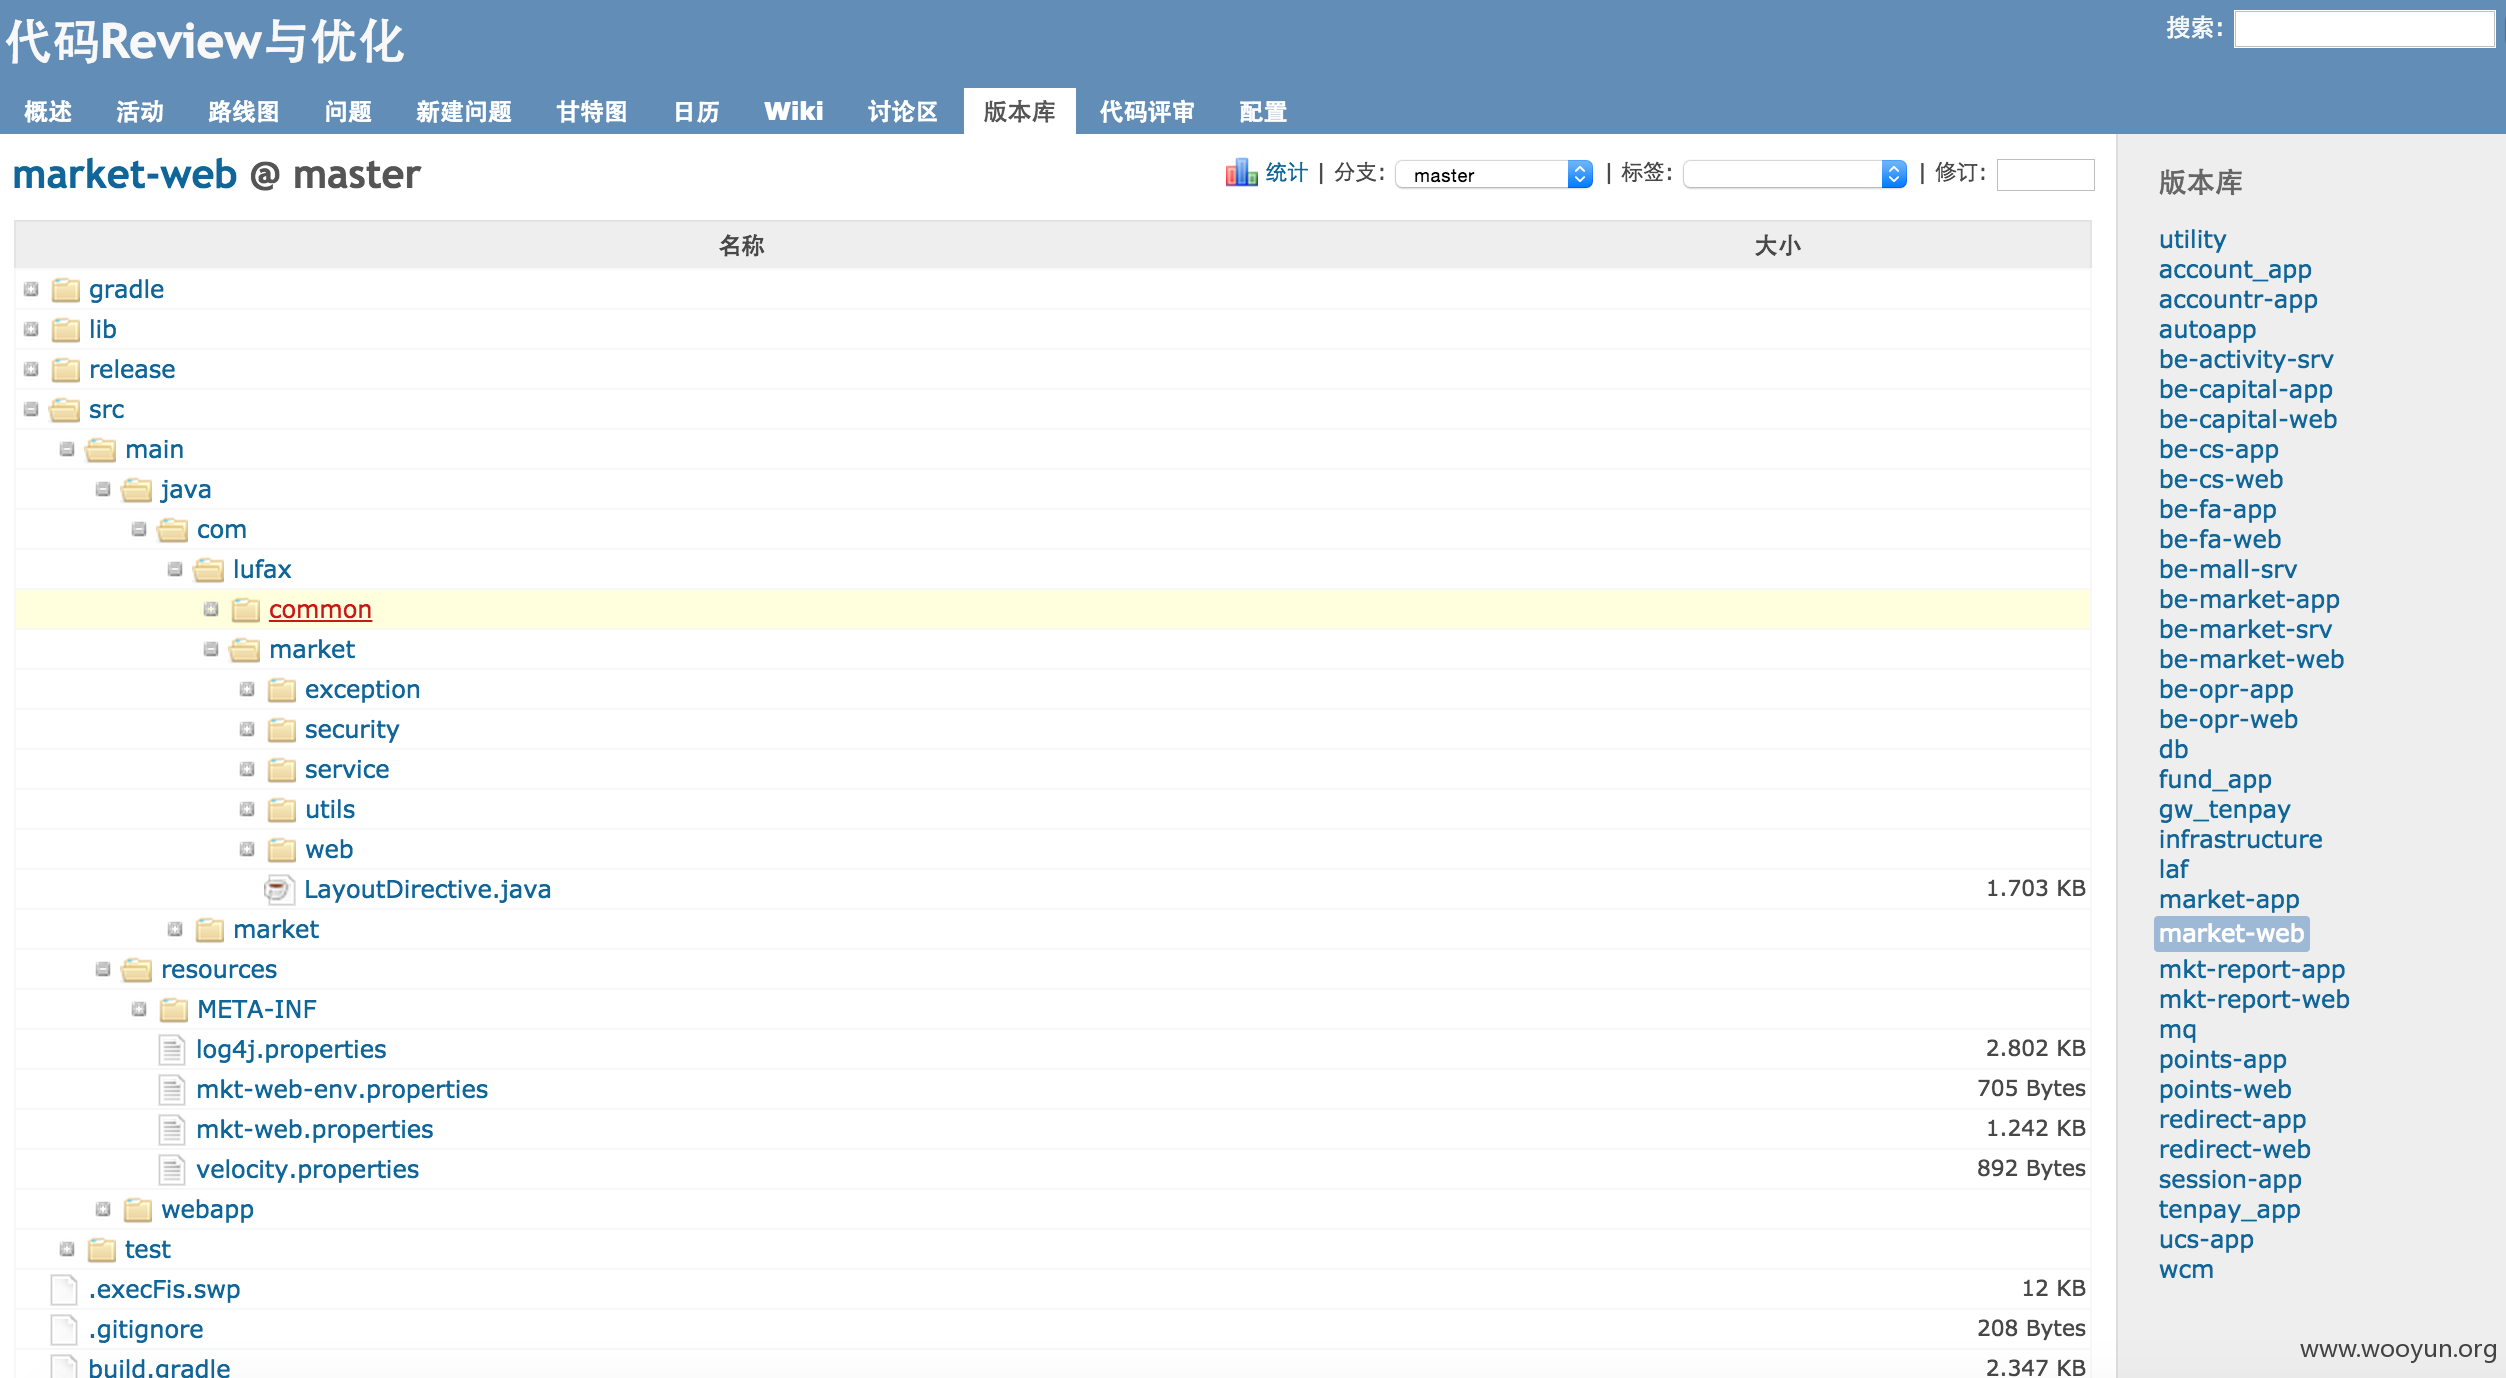 代码Review与优化
搜索:
概述 活动 路线图 问题 新建问题 甘特图 日历 Wiki 讨论区 版本库 代码评审 配置
market-web @ master
统计 | 分支: master | 标签: | 修订:
名称 大小
gradle
lib
release
src
main
java
com
lufax
common
market
exception
security
service
utils
web
LayoutDirective.java 1.703 KB
market
resources
META-INF
log4j.properties 2.802 KB
mkt-web-env.properties 705 Bytes
mkt-web.properties 1.242 KB
velocity.properties 892 Bytes
webapp
test
.execFis.swp 12 KB
.gitignore 208 Bytes
build.gradle 2.347 KB
版本库
utility
account_app
accountr-app
autoapp
be-activity-srv
be-capital-app
be-capital-web
be-cs-app
be-cs-web
be-fa-app
be-fa-web
be-mall-srv
be-market-app
be-market-srv
be-market-web
be-opr-app
be-opr-web
db
fund_app
gw_tenpay
infrastructure
laf
market-app
market-web
mkt-report-app
mkt-report-web
mq
points-app
points-web
redirect-app
redirect-web
session-app
tenpay_app
ucs-app
wcm
www.wooyun.org